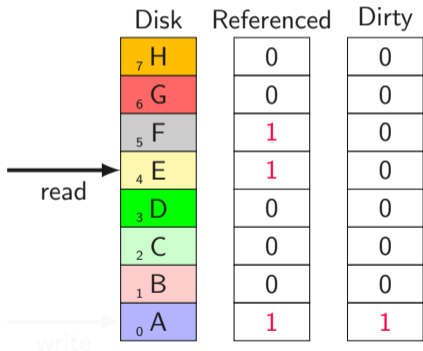 Disk Referenced Dirty
7 H 0 0
6 G 0 0
5 F 1 0
4 E 1 0
read
3 D 0 0
2 C 0 0
1 B 0 0
0 A 1 1
write